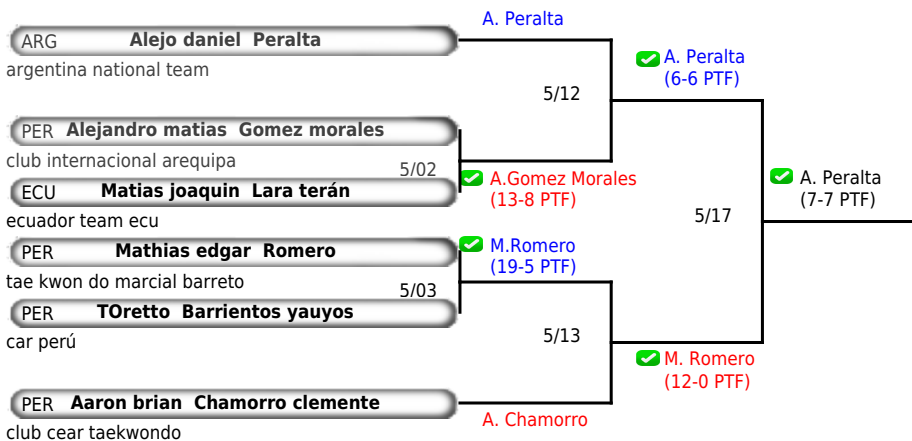 A. Peralta
ARG Alejo daniel Peralta
argentina national team
5/12
A. Peralta
(6-6 PTF)
PER Alejandro matias Gomez morales
club internacional arequipa
5/02
ECU Matias joaquin Lara terán
ecuador team ecu
A.Gomez Morales
(13-8 PTF)
5/17
A. Peralta
(7-7 PTF)
PER Mathias edgar Romero
tae kwon do marcial barreto
M.Romero
(19-5 PTF)
5/03
PER TOretto Barrientos yauyos
car perú
5/13
M. Romero
(12-0 PTF)
PER Aaron brian Chamorro clemente
club cear taekwondo
A. Chamorro